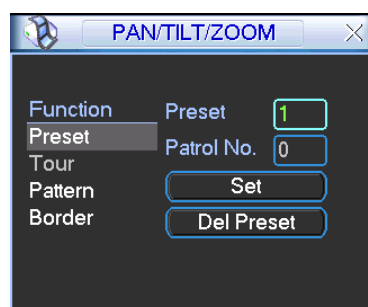 PAN/TILT/ZOOM
Function
Preset
Tour
Pattern
Border
Preset 1
Patrol No. 0
Set
Del Preset